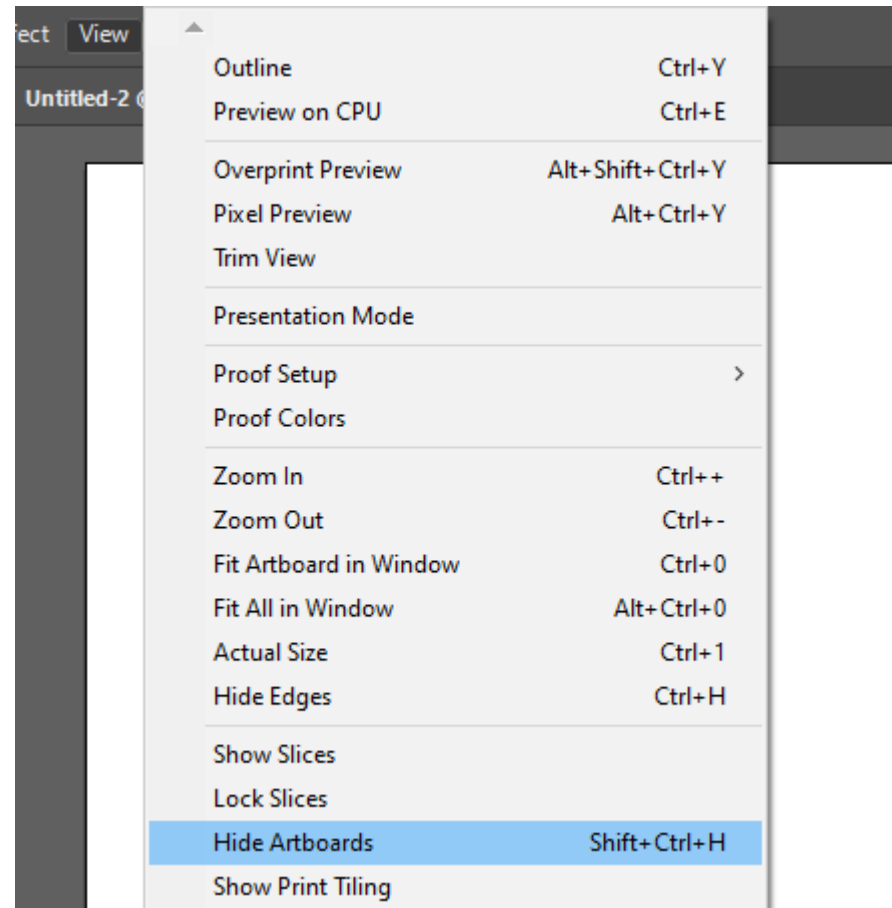 fect View
Untitled-2 @
Outline Ctrl+Y
Preview on CPU Ctrl+E
Overprint Preview Alt+Shift+Ctrl+Y
Pixel Preview Alt+Ctrl+Y
Trim View
Presentation Mode
Proof Setup >
Proof Colors
Zoom In Ctrl++
Zoom Out Ctrl+-
Fit Artboard in Window Ctrl+0
Fit All in Window Alt+Ctrl+0
Actual Size Ctrl+1
Hide Edges Ctrl+H
Show Slices
Lock Slices
Hide Artboards Shift+Ctrl+H
Show Print Tiling